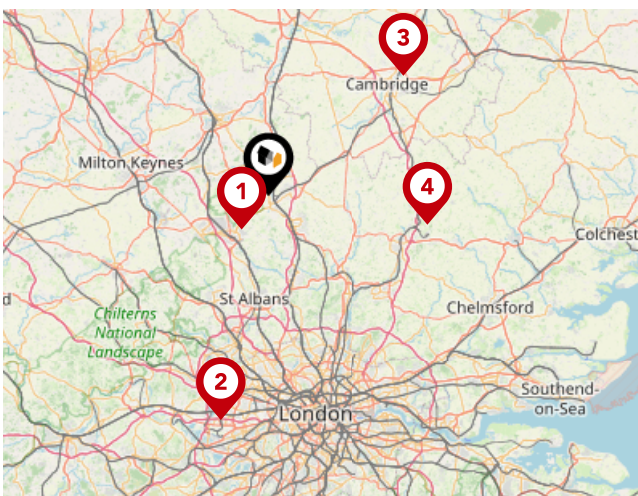 3
Cambridge
Milton Keynes
1
4
Colchest
St Albans
d
Chelmsford
Chilterns
National
Landscape
2
Southend-
on-Sea
London